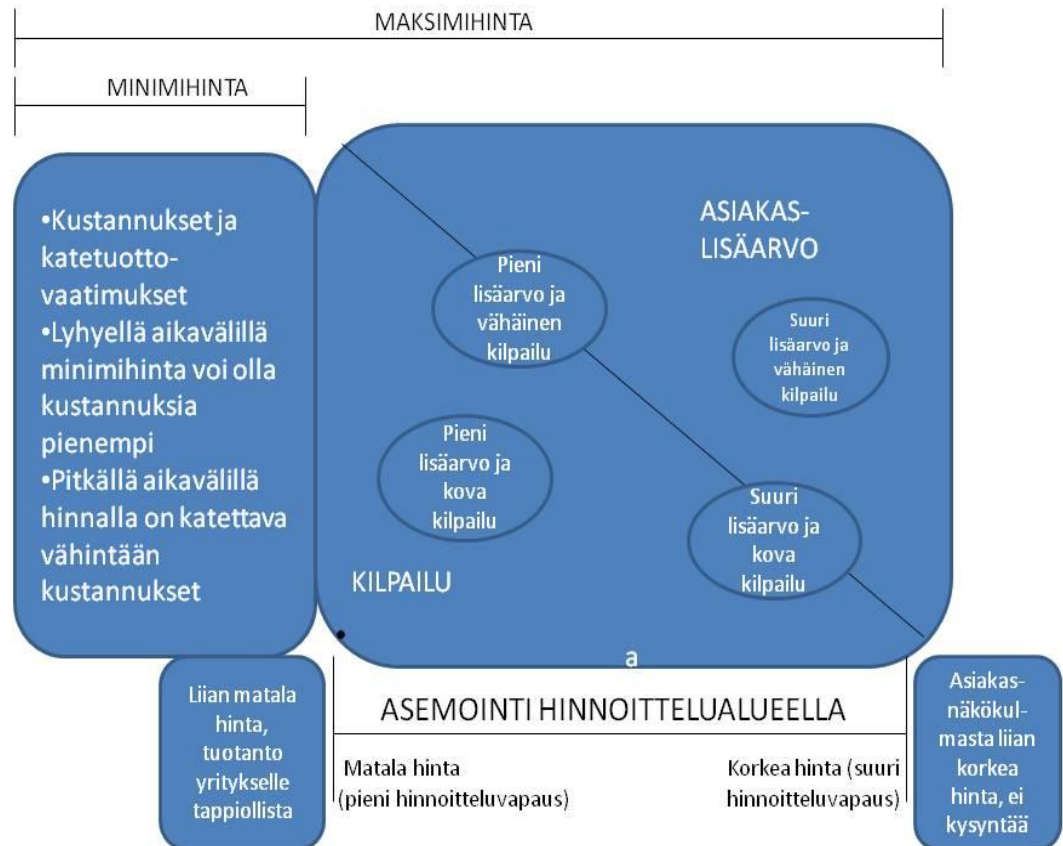 MAKSIMIHINTA
MINIMIHINTA
•Kustannukset ja
katetuotto-
vaatimukset
•Lyhyellä aikavälillä
minimihinta voi olla
kustannuksia
pienempi
•Pitkällä aikavälillä
hinnalla on katettava
vähintään
kustannukset
ASIAKAS-
LISÄARVO
Pieni
lisäarvo ja
vähäinen
kilpailu
Suuri
lisäarvo ja
vähäinen
kilpailu
Pieni
lisäarvo ja
kova
kilpailu
Suuri
lisäarvo ja
kova
kilpailu
KILPAILU
•
a
Liian matala
hinta,
tuotanto
yritykselle
tappiollista
ASEMOINTI HINNOITTELUALUEELLA
Matala hinta
(pieni hinnoitteluvapaus)
Korkea hinta (suuri
hinnoitteluvapaus)
Asiakas-
näkökul-
masta liian
korkea
hinta, ei
kysyntää